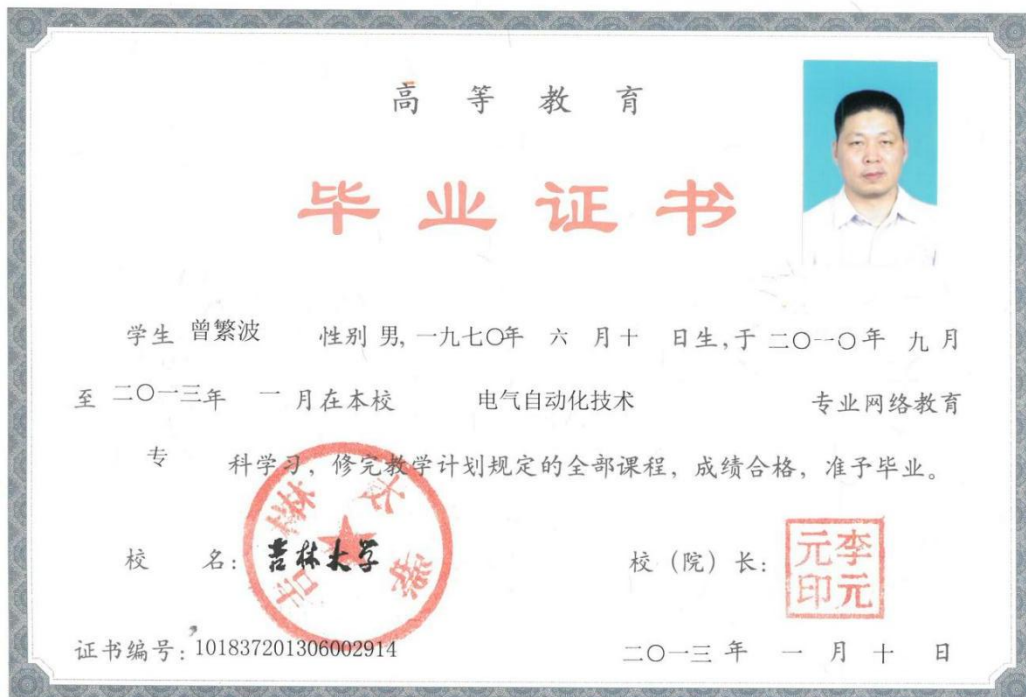 高等教育
毕业证书
学生 曾繁波 性别 男, 一九七〇年 六 月十 日生,于 二〇一〇年 九月
至 二〇一三年 一 月在本校 电气自动化技术 专业网络教育
专 科学习，修完教学计划规定的全部课程，成绩合格，准予毕业。
校 名: 吉林大学
吉林大学
校（院）长:
李元元印
证书编号: 101837201306002914
二〇一三 年 一 月 十 日